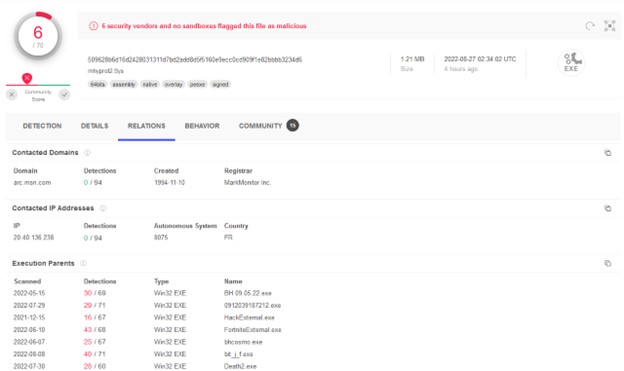 6
/ 70
6 security vendors and no sandboxes flagged this file as malicious
mhyprot2.Sys
64bits assembly native overlay peexe signed
1.21 MB
Size
2022-08-27 02:34:02 UTC
4 hours ago
EXE
Community
Score
DETECTION DETAILS RELATIONS BEHAVIOR COMMUNITY 15
Contacted Domains
Domain Detections Created Registrar
arc.msn.com 0 / 94 1994-11-10 MarkMonitor Inc.
Contacted IP Addresses
IP Detections Autonomous System Country
20.40.136.238 0 / 94 8075 FR
Execution Parents
Scanned Detections Type Name
2022-05-15 30 / 69 Win32 EXE BH 09.05.22.exe
2022-07-29 29 / 71 Win32 EXE 0912039187212.exe
2021-12-15 16 / 67 Win32 EXE HackExternal.exe
2022-06-10 43 / 68 Win32 EXE FortniteExternal.exe
2022-06-07 25 / 67 Win32 EXE bhcosmo.exe
2022-08-08 40 / 71 Win32 EXE bit_j_f.exe
2022-07-30 28 / 60 Win32 EXE Death2.exe